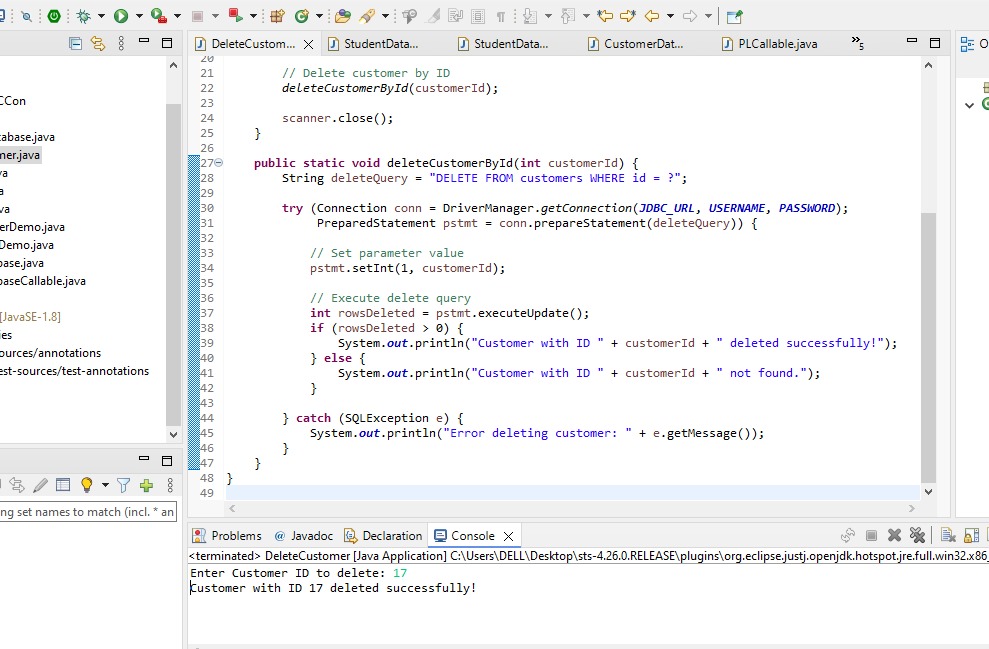 DeleteCustom...
StudentData...
StudentData...
CustomerDat...
PLCallable.java
»5
CCon
tabase.java
mer.java
va
a
va
erDemo.java
Demo.java
base.java
baseCallable.java
[JavaSE-1.8]
ies
ources/annotations
est-sources/test-annotations
ng set names to match (incl. * an
20
21 // Delete customer by ID
22 deleteCustomerById(customerId);
23
24 scanner.close();
25 }
26
27 public static void deleteCustomerById(int customerId) {
28 String deleteQuery = "DELETE FROM customers WHERE id = ?";
29
30 try (Connection conn = DriverManager.getConnection(JDBC_URL, USERNAME, PASSWORD);
31 PreparedStatement pstmt = conn.prepareStatement(deleteQuery)) {
32
33 // Set parameter value
34 pstmt.setInt(1, customerId);
35
36 // Execute delete query
37 int rowsDeleted = pstmt.executeUpdate();
38 if (rowsDeleted > 0) {
39 System.out.println("Customer with ID " + customerId + " deleted successfully!");
40 } else {
41 System.out.println("Customer with ID " + customerId + " not found.");
42 }
43
44 } catch (SQLException e) {
45 System.out.println("Error deleting customer: " + e.getMessage());
46 }
47 }
48 }
49
Problems
@ Javadoc
Declaration
Console
<terminated> DeleteCustomer [Java Application] C:\Users\DELL\Desktop\sts-4.26.0.RELEASE\plugins\org.eclipse.justj.openjdk.hotspot.jre.full.win32.x86_
Enter Customer ID to delete: 17
Customer with ID 17 deleted successfully!